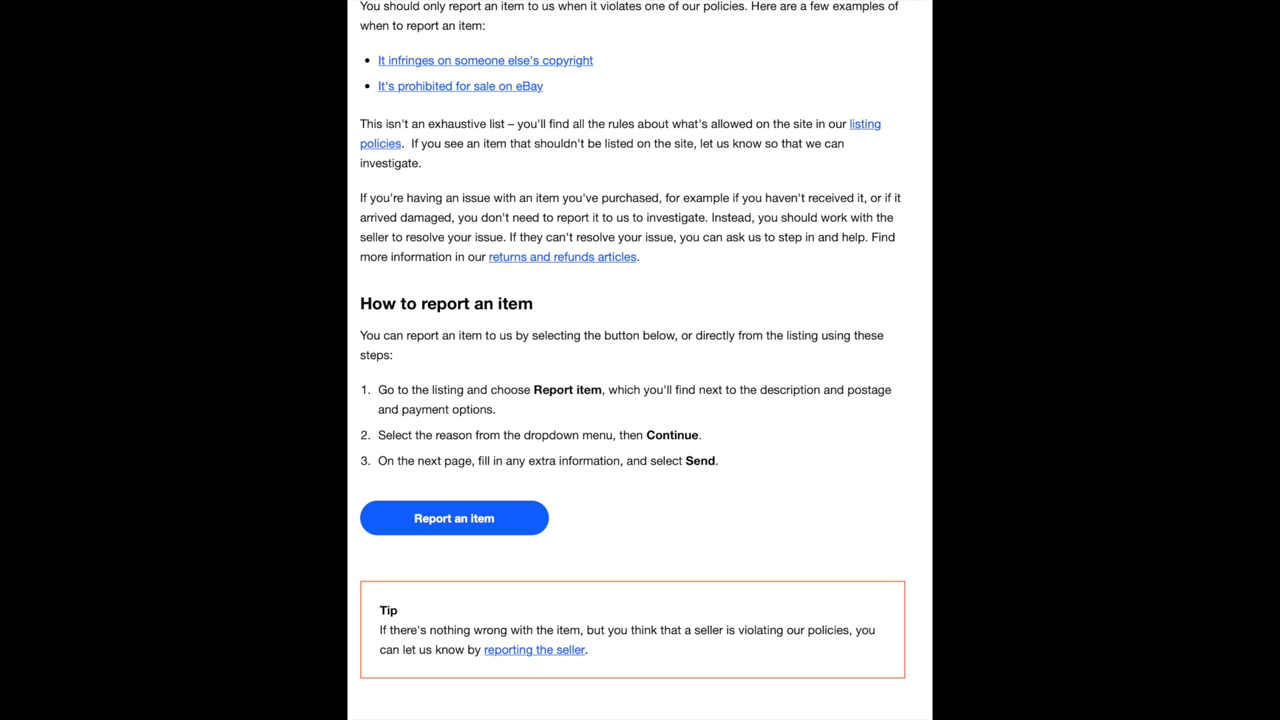 You should only report an item to us when it violates one of our policies. Here are a few examples of
when to report an item:
• It infringes on someone else's copyright
• It's prohibited for sale on eBay
This isn't an exhaustive list – you'll find all the rules about what's allowed on the site in our listing
policies.  If you see an item that shouldn't be listed on the site, let us know so that we can
investigate.
If you're having an issue with an item you've purchased, for example if you haven't received it, or if it
arrived damaged, you don't need to report it to us to investigate. Instead, you should work with the
seller to resolve your issue. If they can't resolve your issue, you can ask us to step in and help. Find
more information in our returns and refunds articles.
How to report an item
You can report an item to us by selecting the button below, or directly from the listing using these
steps:
1. Go to the listing and choose Report item, which you'll find next to the description and postage
and payment options.
2. Select the reason from the dropdown menu, then Continue.
3. On the next page, fill in any extra information, and select Send.
Report an item
Tip
If there's nothing wrong with the item, but you think that a seller is violating our policies, you
can let us know by reporting the seller.